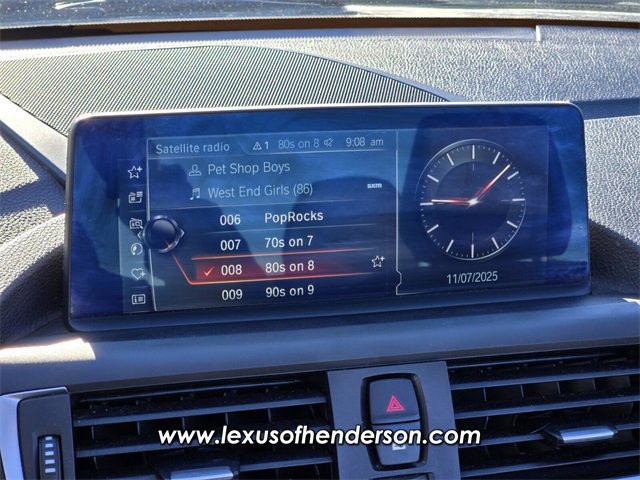 Satellite radio 1 80s on 8 9:08 am
Pet Shop Boys
West End Girls (86) sxm
006 PopRocks
007 70s on 7
008 80s on 8
009 90s on 9
11/07/2025
www.lexusofhenderson.com